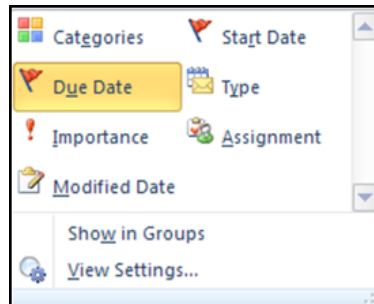 Categories Start Date
Due Date Type
Importance Assignment
Modified Date
Show in Groups
View Settings...